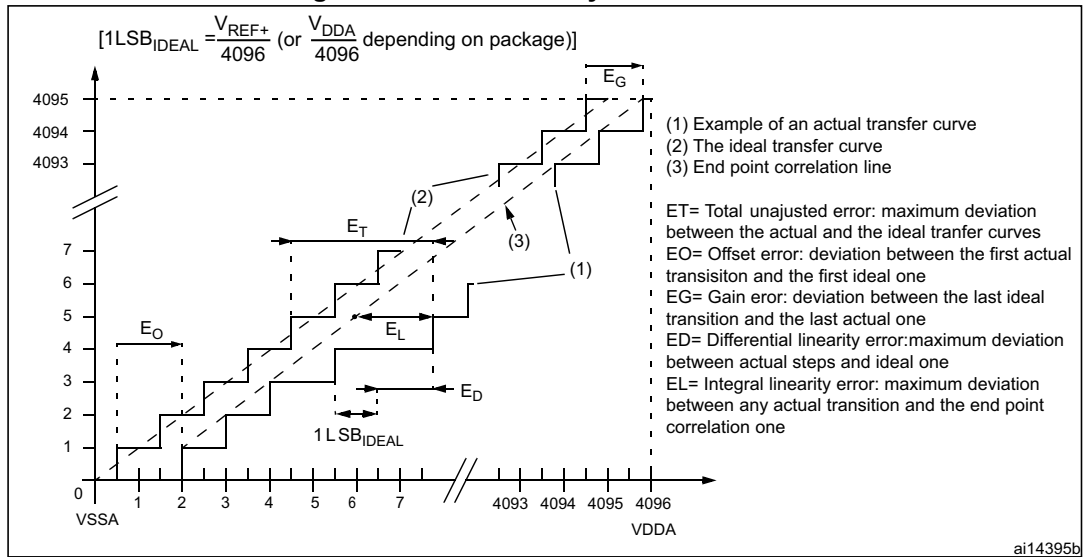 [1LSB_IDEAL = V_REF+/4096 (or V_DDA/4096 depending on package)]
E_G
4095
4094
4093
7
6
5
4
3
2
1
0
(2)
E_T
(3)
(1)
E_O
E_L
E_D
1 LSB_IDEAL
1 2 3 4 5 6 7 4093 4094 4095 4096
VSSA
VDDA
(1) Example of an actual transfer curve
(2) The ideal transfer curve
(3) End point correlation line
ET= Total unajusted error: maximum deviation
between the actual and the ideal tranfer curves
EO= Offset error: deviation between the first actual
transisiton and the first ideal one
EG= Gain eror: deviation between the last ideal
transition and the last actual one
ED= Differential linearity error:maximum deviation
between actual steps and ideal one
EL= Integral linearity error: maximum deviation
between any actual transition and the end point
correlation one
ai14395b